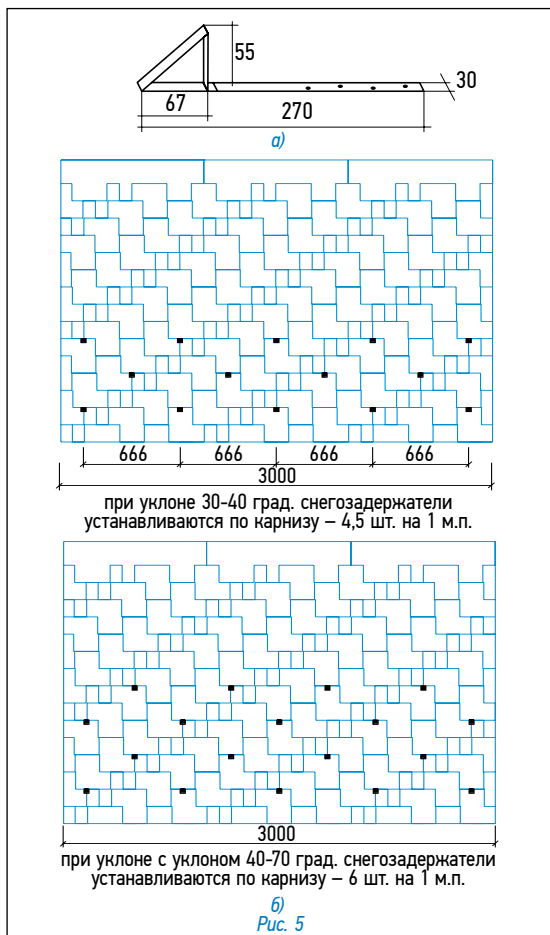 55
30
67
270
а)
666 666 666 666
3000
при уклоне 30-40 град. снегозадержатели
устанавливаются по карнизу – 4,5 шт. на 1 м.п.
3000
при уклоне с уклоном 40-70 град. снегозадержатели
устанавливаются по карнизу – 6 шт. на 1 м.п.
б)
Рис. 5